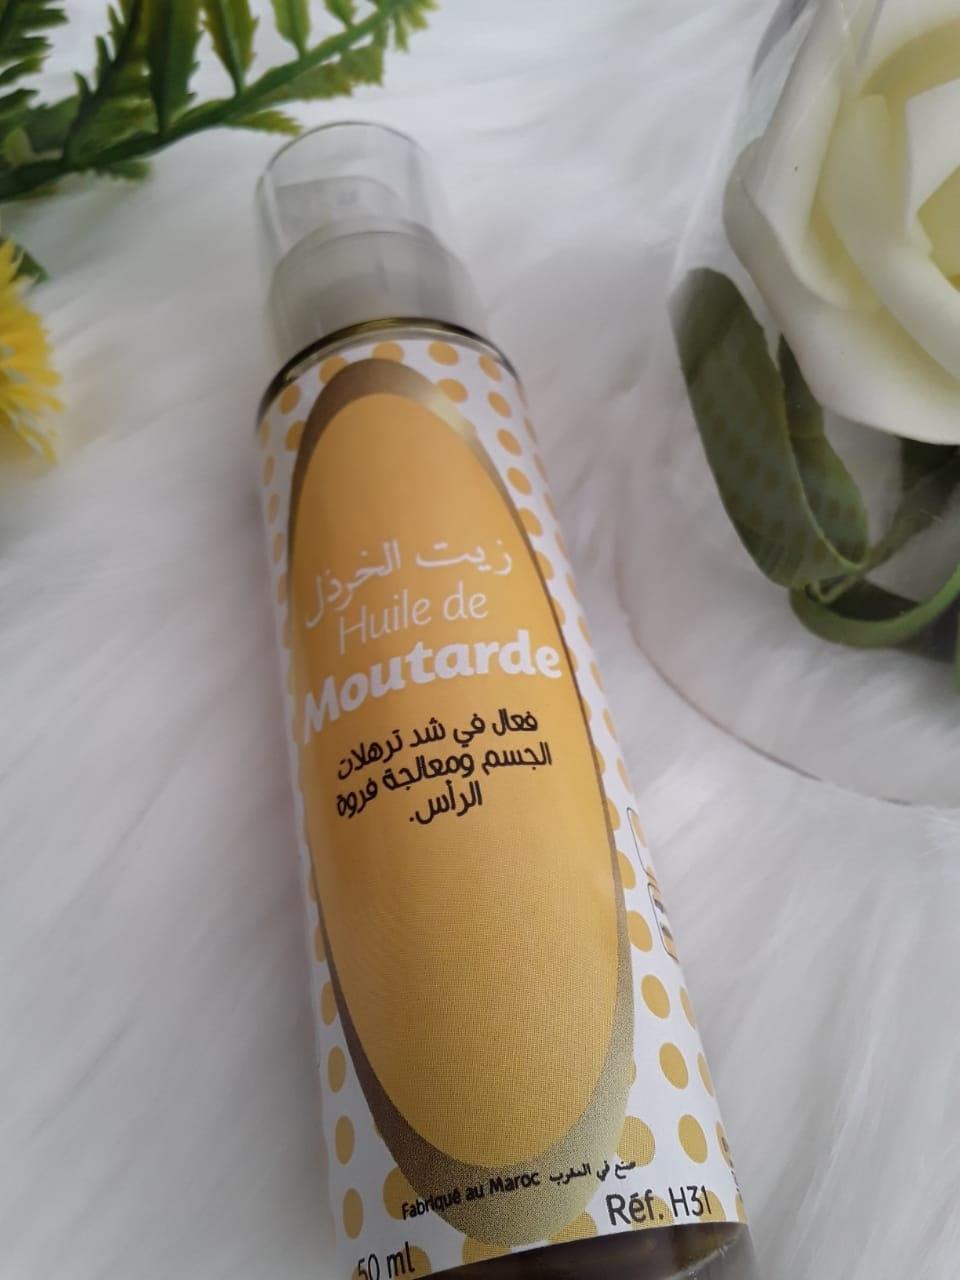 زيت الخرذل
Huile de
Moutarde
فعال في شد ترهلات
الجسم ومعالجة فروة
الرأس.
Fabriqué au Maroc صنع في المغرب
Réf. H31
50 ml